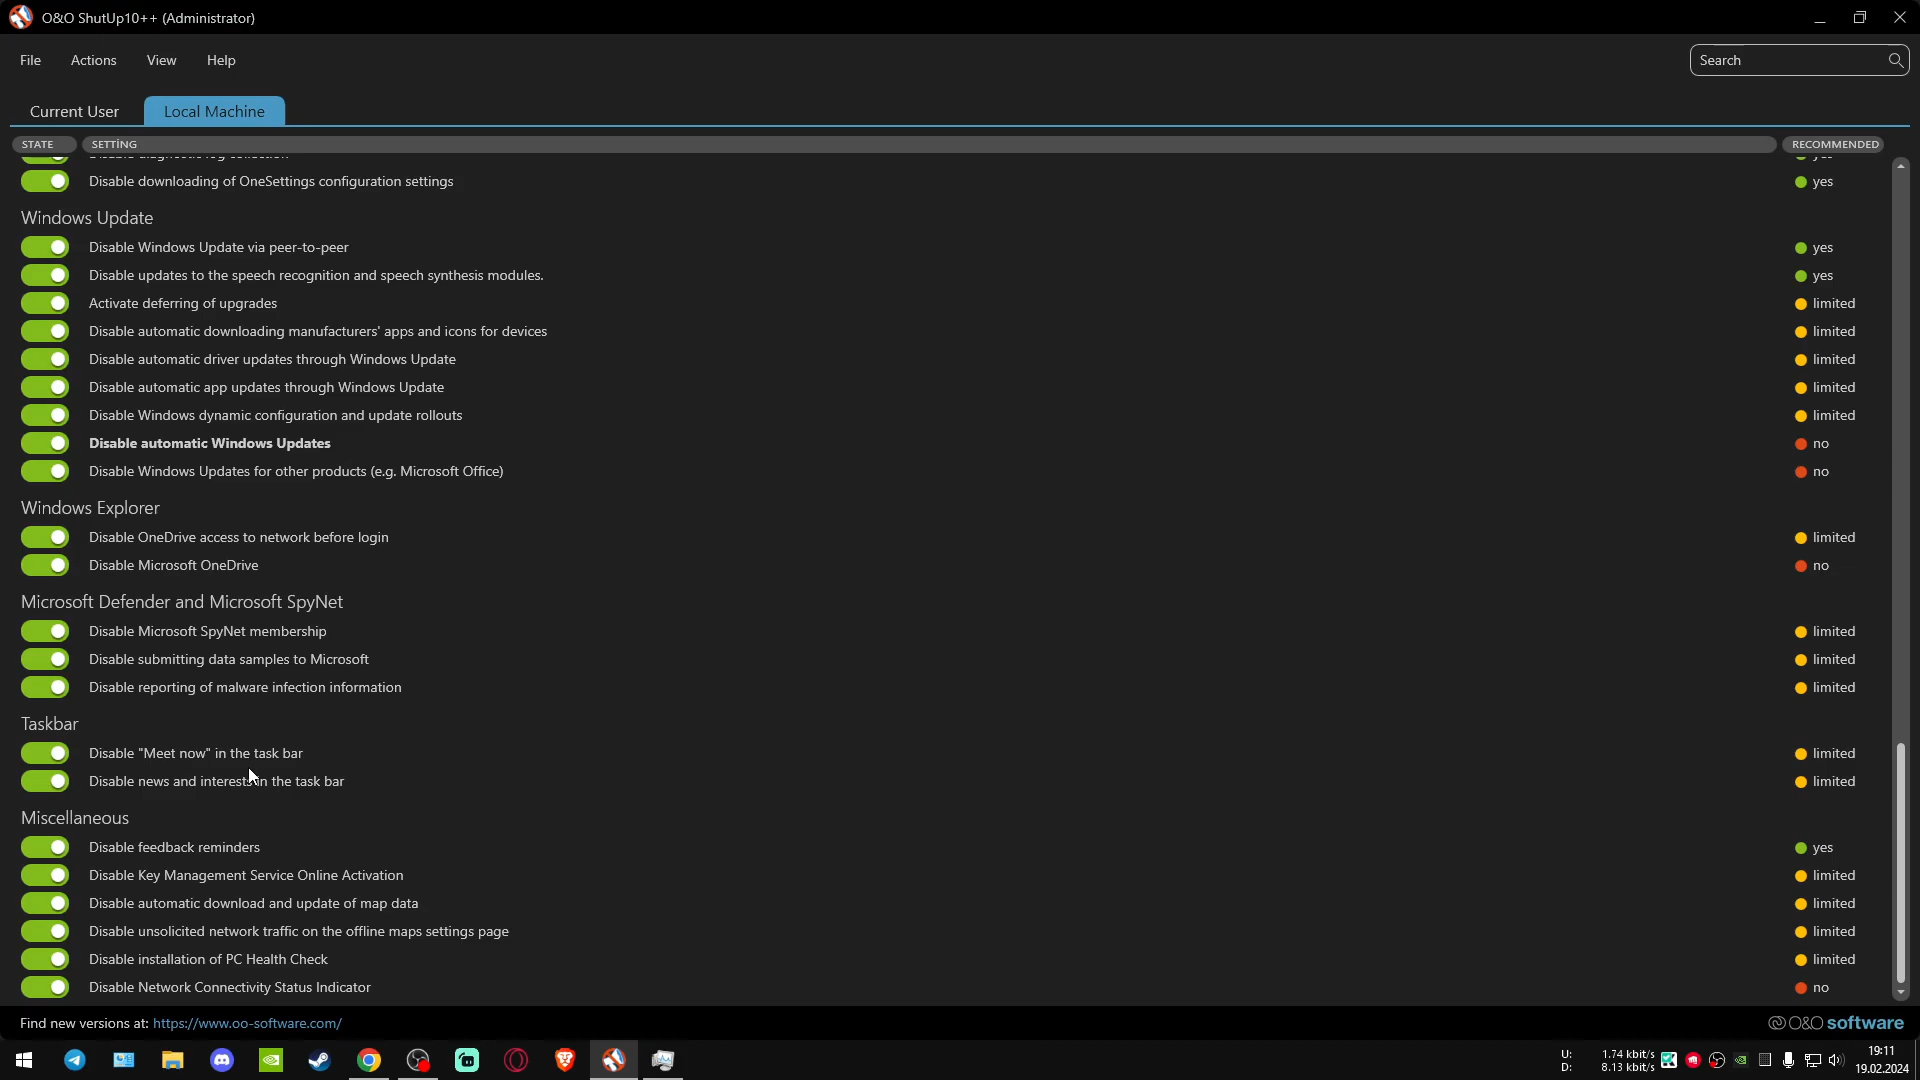 O&O ShutUp10++ (Administrator)
File Actions View Help
Search
Current User Local Machine
STATE SETTİNG RECOMMENDED
Disable diagnostic log collection yes
Disable downloading of OneSettings configuration settings yes
Windows Update
Disable Windows Update via peer-to-peer yes
Disable updates to the speech recognition and speech synthesis modules. yes
Activate deferring of upgrades limited
Disable automatic downloading manufacturers' apps and icons for devices limited
Disable automatic driver updates through Windows Update limited
Disable automatic app updates through Windows Update limited
Disable Windows dynamic configuration and update rollouts limited
Disable automatic Windows Updates no
Disable Windows Updates for other products (e.g. Microsoft Office) no
Windows Explorer
Disable OneDrive access to network before login limited
Disable Microsoft OneDrive no
Microsoft Defender and Microsoft SpyNet
Disable Microsoft SpyNet membership limited
Disable submitting data samples to Microsoft limited
Disable reporting of malware infection information limited
Taskbar
Disable "Meet now" in the task bar limited
Disable news and interests in the task bar limited
Miscellaneous
Disable feedback reminders yes
Disable Key Management Service Online Activation limited
Disable automatic download and update of map data limited
Disable unsolicited network traffic on the offline maps settings page limited
Disable installation of PC Health Check limited
Disable Network Connectivity Status Indicator no
Find new versions at: https://www.oo-software.com/ O&O software
U: 1.74 kbit/s 19:11
D: 8.13 kbit/s 19.02.2024